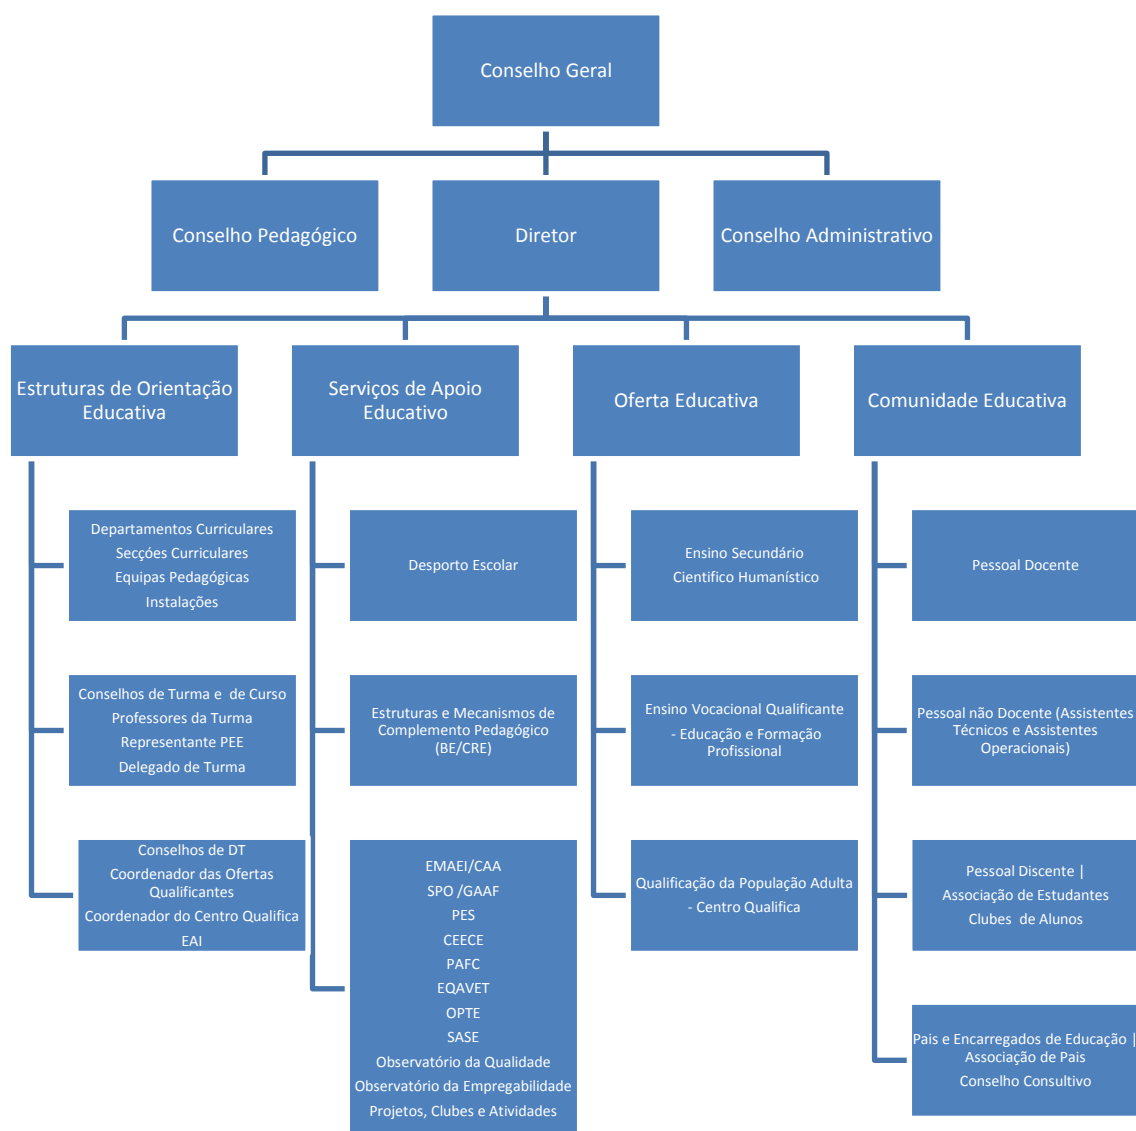 Conselho Geral
Conselho Pedagógico
Diretor
Conselho Administrativo
Estruturas de Orientação
Educativa
Serviços de Apoio
Educativo
Oferta Educativa
Comunidade Educativa
Departamentos Curriculares
Secções Curriculares
Equipas Pedagógicas
Instalações
Conselhos de Turma e de Curso
Professores da Turma
Representante PEE
Delegado de Turma
Conselhos de DT
Coordenador das Ofertas
Qualificantes
Coordenador do Centro Qualifica
EAI
Desporto Escolar
Estruturas e Mecanismos de
Complemento Pedagógico
(BE/CRE)
EMAEI/CAA
SPO /GAAF
PES
CEECE
PAFC
EQAVET
OPTE
SASE
Observatório da Qualidade
Observatório da Empregabilidade
Projetos, Clubes e Atividades
Ensino Secundário
Cientifico Humanístico
Ensino Vocacional Qualificante
- Educação e Formação
Profissional
Qualificação da População Adulta
- Centro Qualifica
Pessoal Docente
Pessoal não Docente (Assistentes
Técnicos e Assistentes
Operacionais)
Pessoal Discente |
Associação de Estudantes
Clubes de Alunos
Pais e Encarregados de Educação |
Associação de Pais
Conselho Consultivo